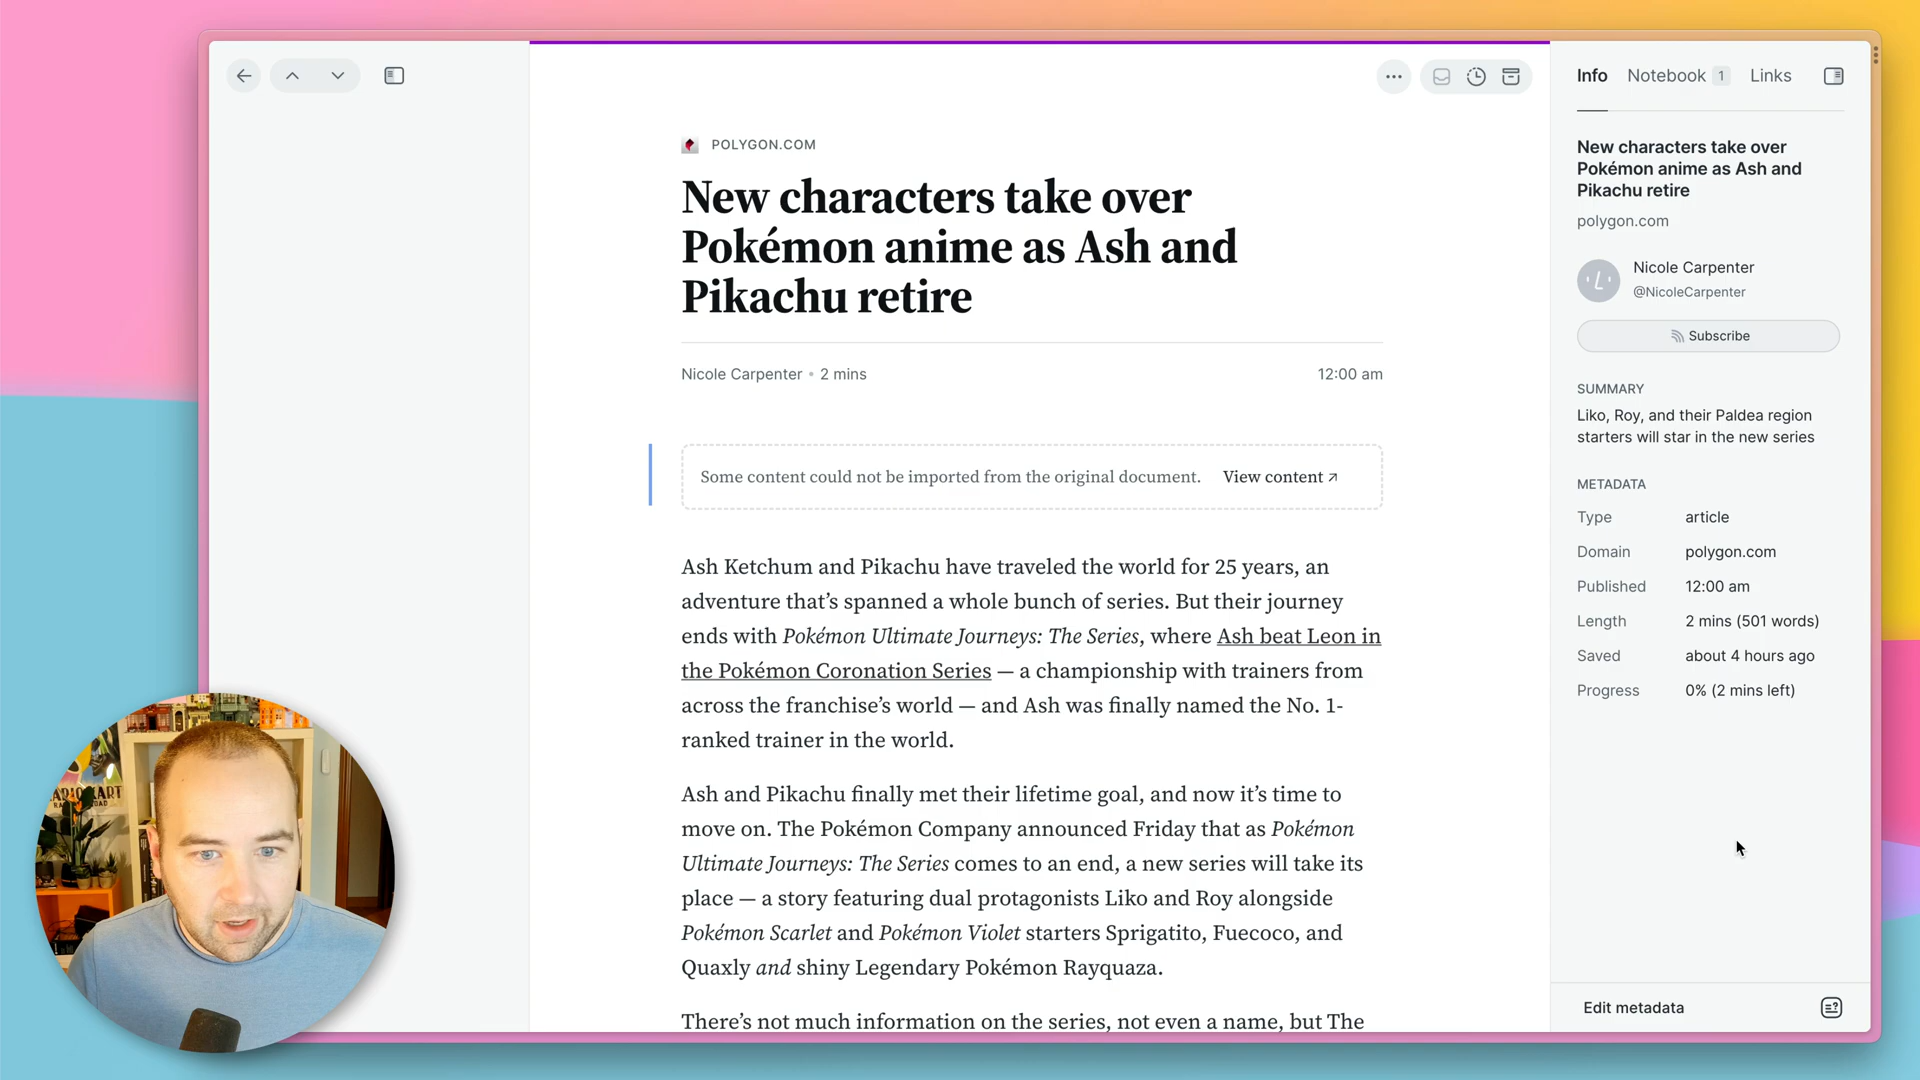 POLYGON.COM
New characters take over
Pokémon anime as Ash and
Pikachu retire
Nicole Carpenter • 2 mins
12:00 am
Some content could not be imported from the original document. View content ↗
Ash Ketchum and Pikachu have traveled the world for 25 years, an
adventure that’s spanned a whole bunch of series. But their journey
ends with Pokémon Ultimate Journeys: The Series, where Ash beat Leon in
the Pokémon Coronation Series — a championship with trainers from
across the franchise’s world — and Ash was finally named the No. 1-
ranked trainer in the world.
Ash and Pikachu finally met their lifetime goal, and now it’s time to
move on. The Pokémon Company announced Friday that as Pokémon
Ultimate Journeys: The Series comes to an end, a new series will take its
place — a story featuring dual protagonists Liko and Roy alongside
Pokémon Scarlet and Pokémon Violet starters Sprigatito, Fuecoco, and
Quaxly and shiny Legendary Pokémon Rayquaza.
There’s not much information on the series, not even a name, but The
Info Notebook 1 Links
New characters take over
Pokémon anime as Ash and
Pikachu retire
polygon.com
Nicole Carpenter
@NicoleCarpenter
Subscribe
SUMMARY
Liko, Roy, and their Paldea region
starters will star in the new series
METADATA
Type article
Domain polygon.com
Published 12:00 am
Length 2 mins (501 words)
Saved about 4 hours ago
Progress 0% (2 mins left)
Edit metadata